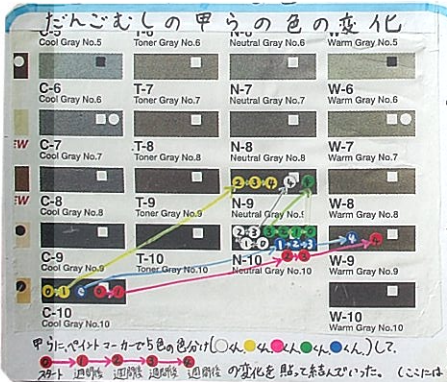 だんごむしの甲らの色の変化
Cool Gray No.5 Toner Gray No.5 Neutral Gray No.5 Warm Gray No.5
C-6 T-7 N-7 W-6
Cool Gray No.6 Toner Gray No.7 Neutral Gray No.7 Warm Gray No.6
C-7 T-8 N-8 W-7
Cool Gray No.7 Toner Gray No.8 Neutral Gray No.8 Warm Gray No.7
C-8 T-9 N-9 W-8
Cool Gray No.8 Toner Gray No.9 Neutral Gray No.9 Warm Gray No.8
C-9 T-10 N-10 W-9
Cool Gray No.9 Toner Gray No.10 Neutral Gray No.10 Warm Gray No.9
C-10 W-10
Cool Gray No.10 Warm Gray No.10
甲らに、ペイントマーカーで5色の色分け(くん、くん、くん、くん、くん、)して、
0 1 2 3 4
スタート 週間後 週間後 週間後 週間後 の変化を貼って結んでいった。(ここには